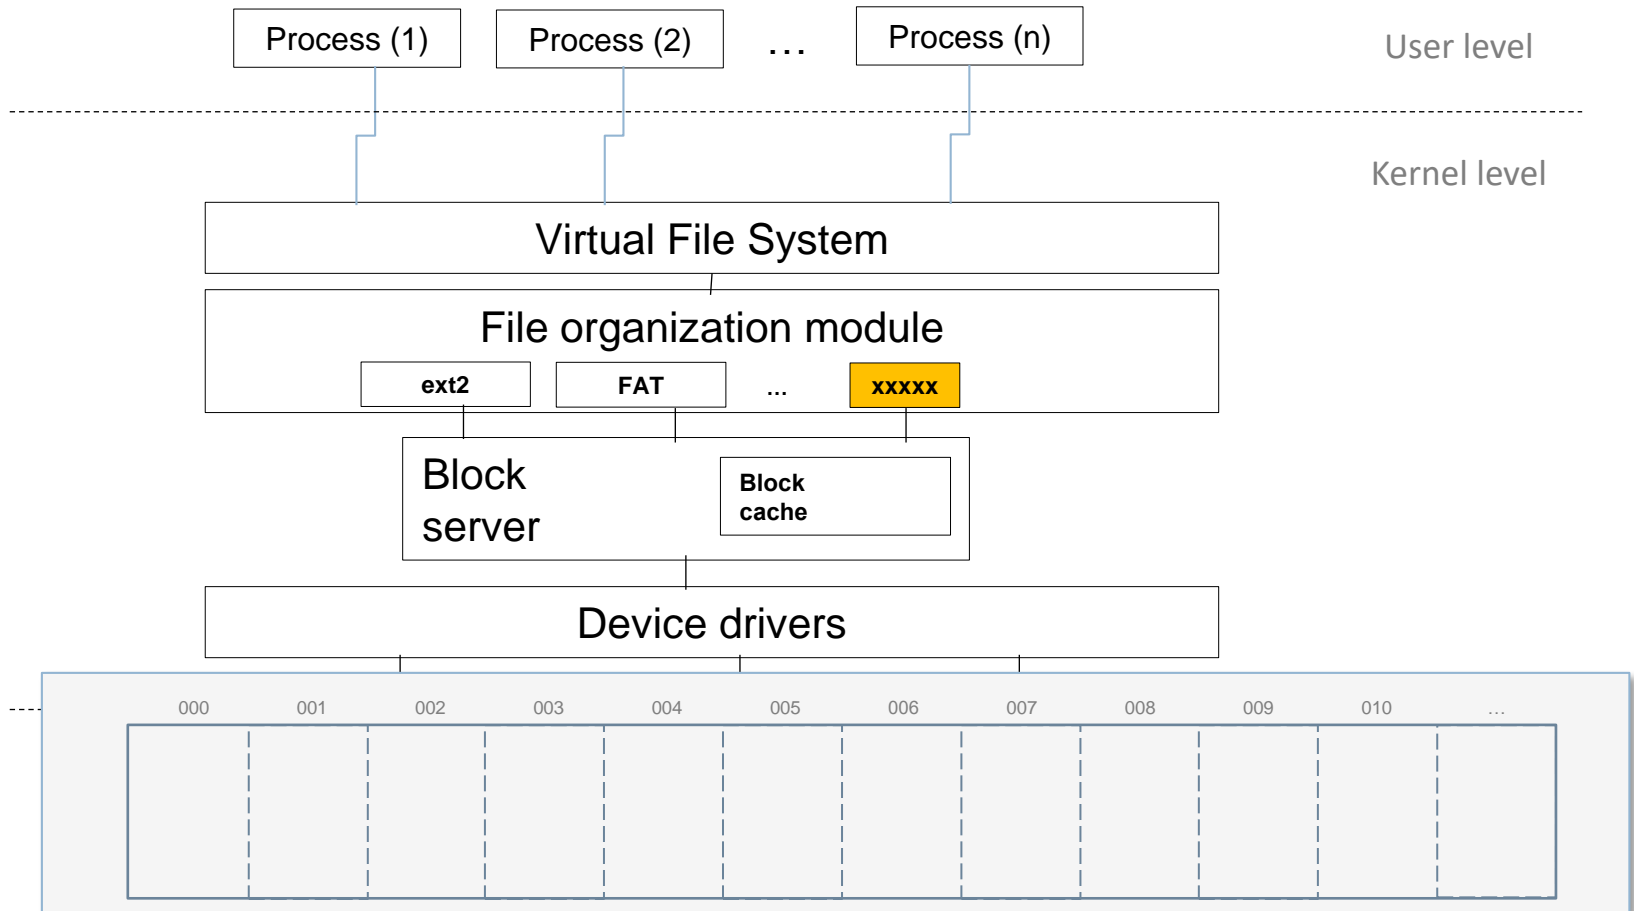 Process (1) Process (2) … Process (n) User level
Kernel level
Virtual File System
File organization module
ext2 FAT ... xxxxx
Block
server
Block
cache
Device drivers
000 001 002 003 004 005 006 007 008 009 010 …